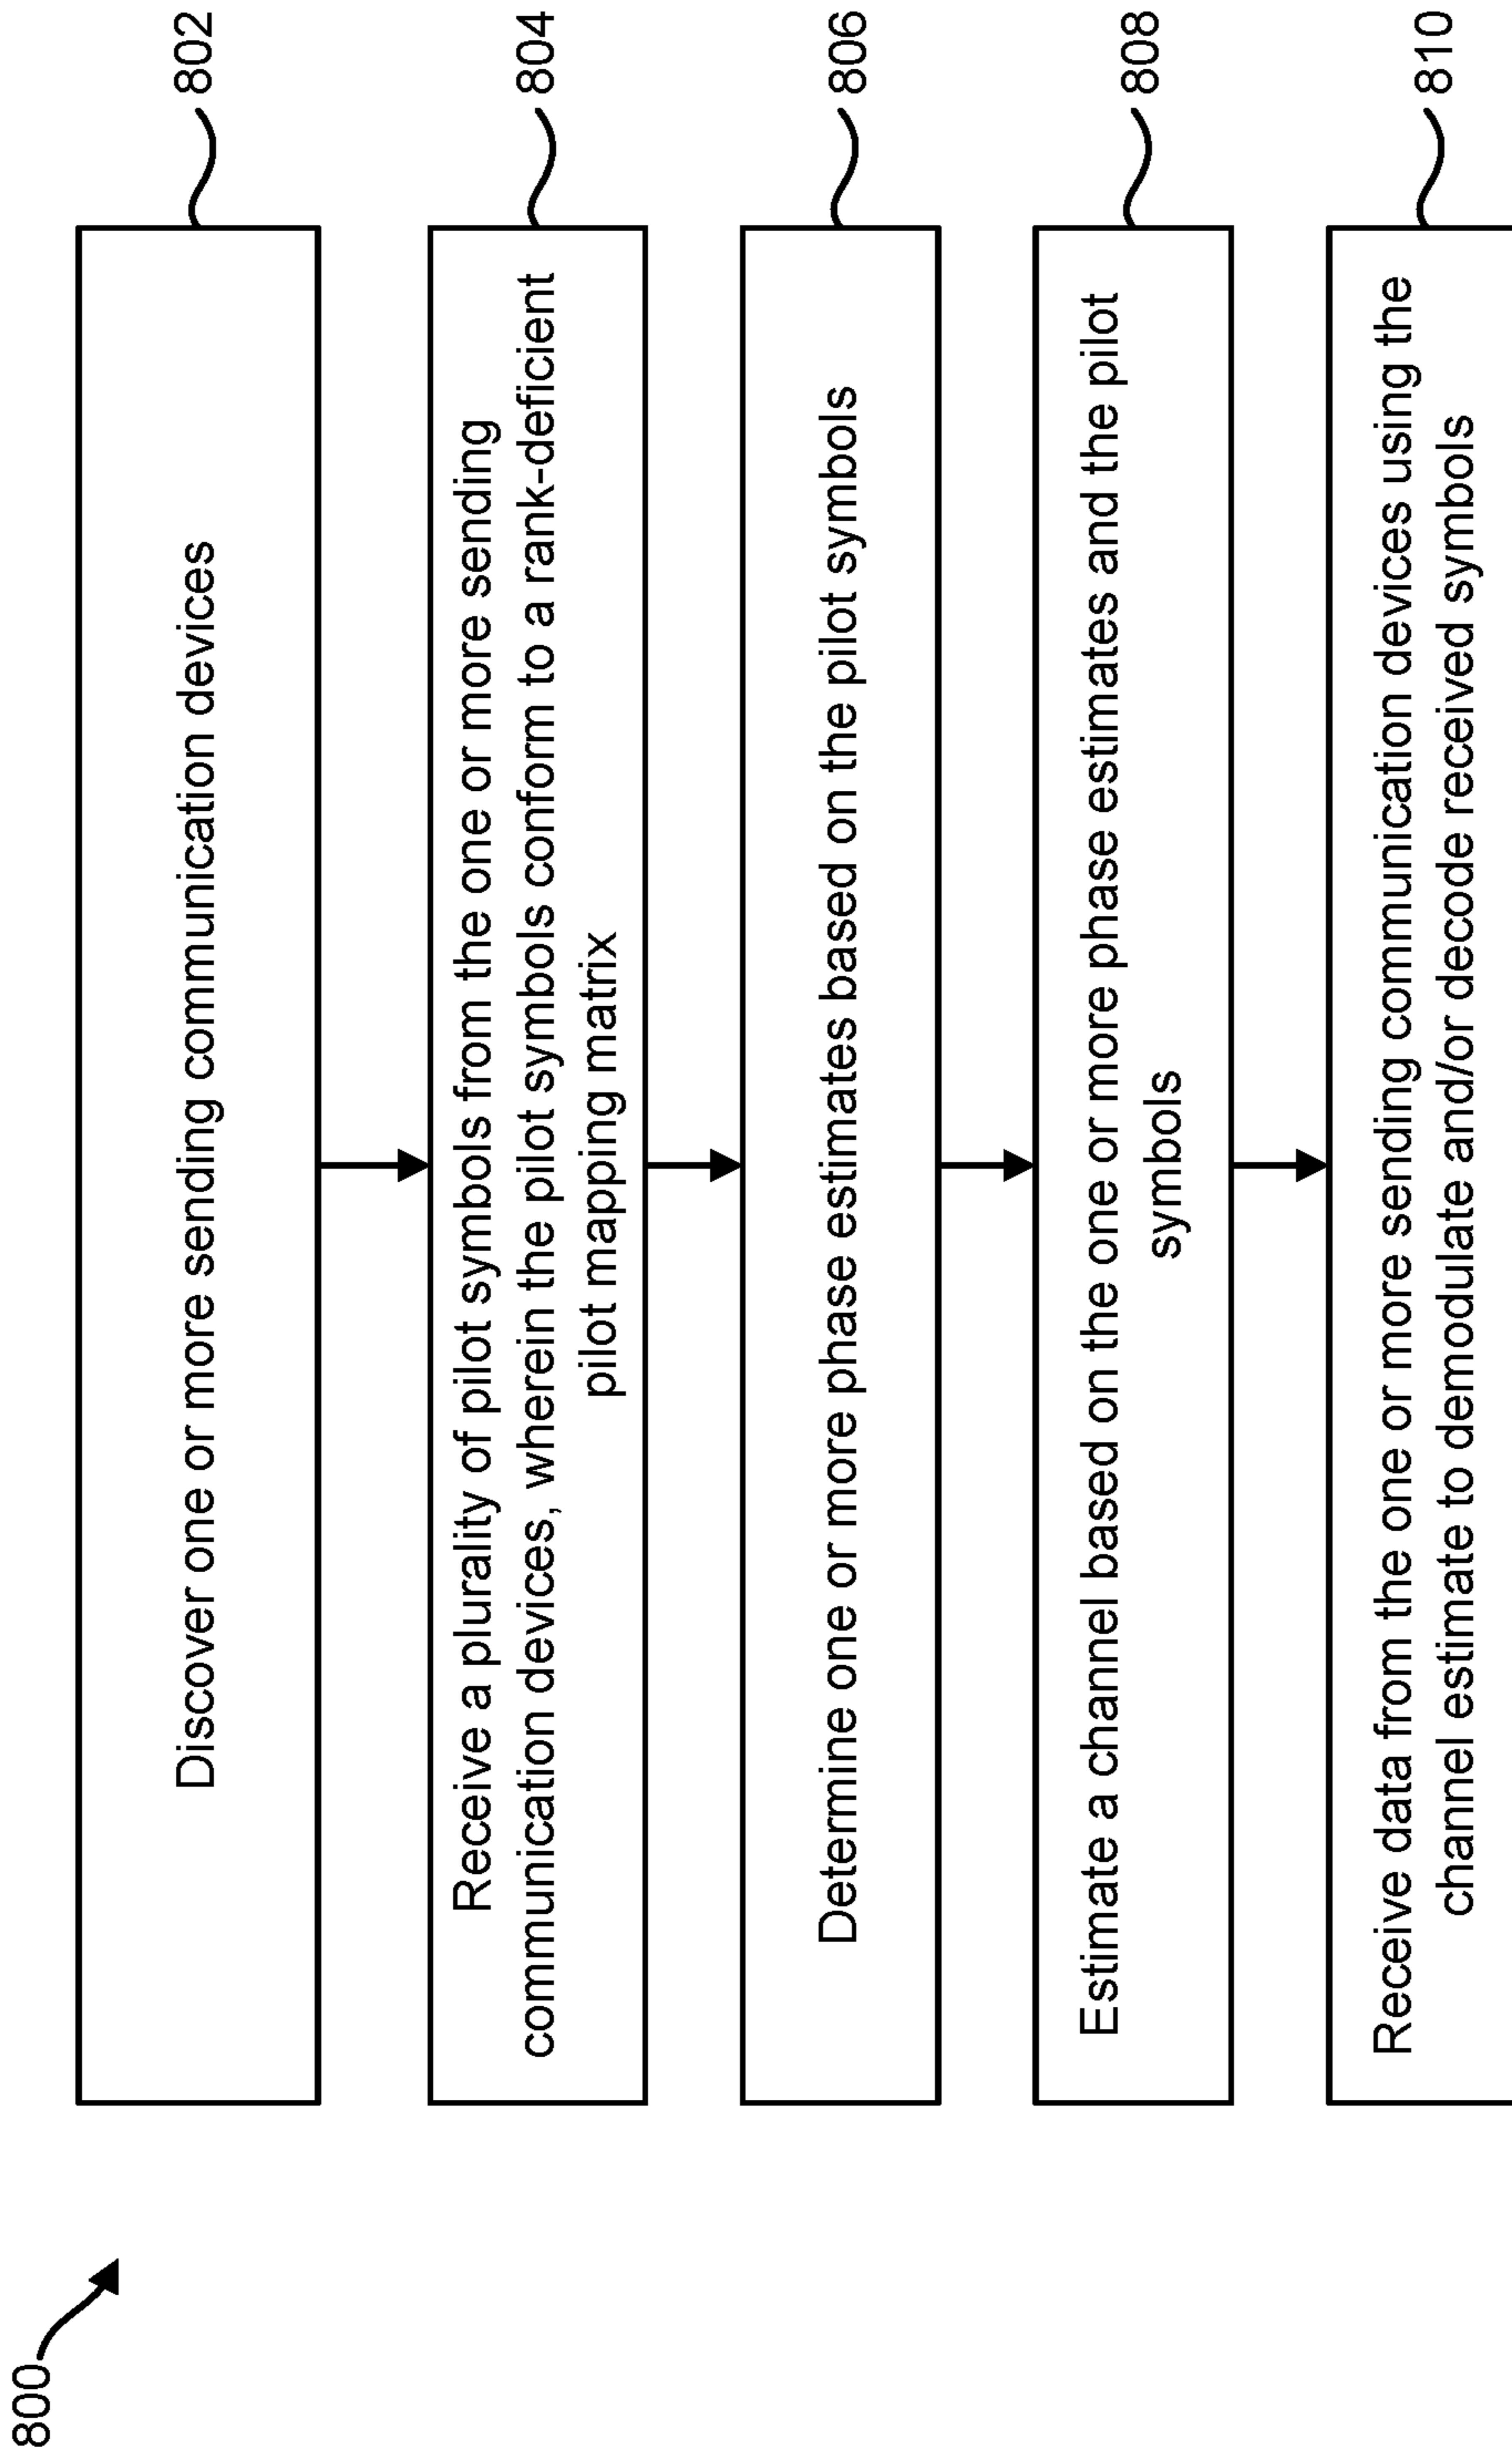 800
Discover one or more sending communication devices
802
Receive a plurality of pilot symbols from the one or more sending
communication devices, wherein the pilot symbols conform to a rank-deficient
pilot mapping matrix
804
Determine one or more phase estimates based on the pilot symbols
806
Estimate a channel based on the one or more phase estimates and the pilot
symbols
808
Receive data from the one or more sending communication devices using the
channel estimate to demodulate and/or decode received symbols
810